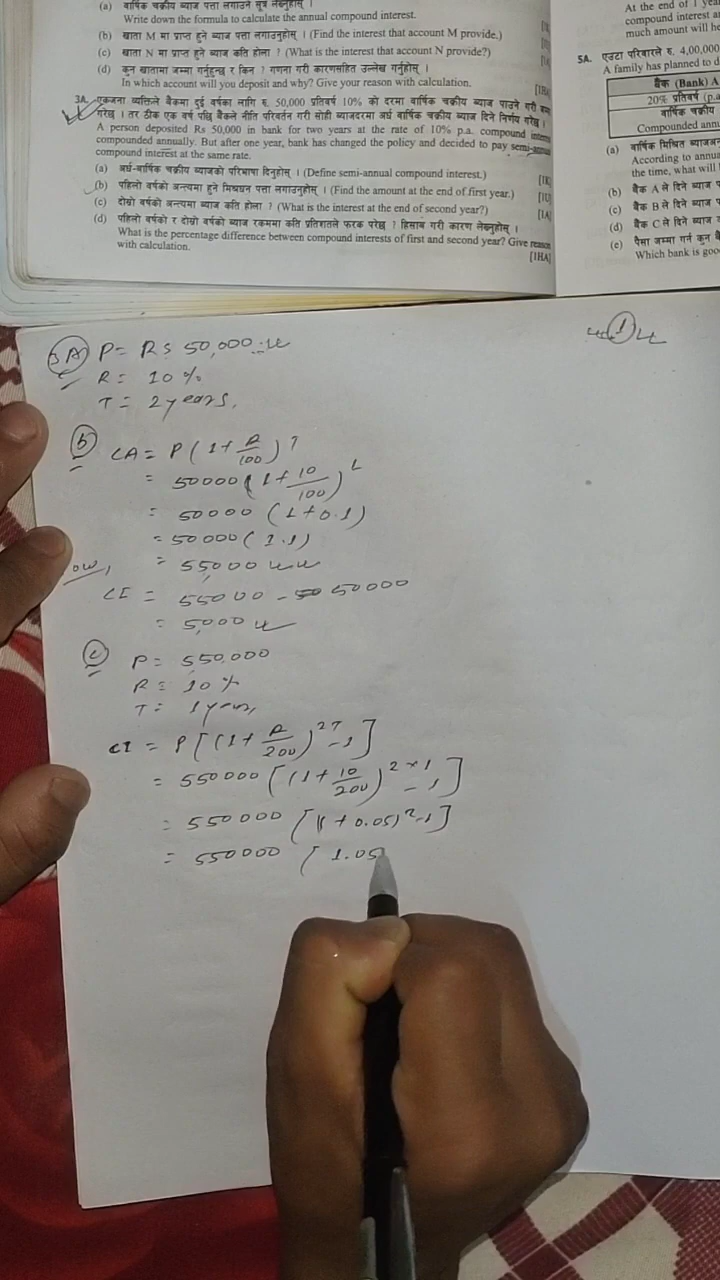 (a) वार्षिक चक्रीय ब्याज पत्ता लगाउने सूत्र लेख्नुहोस् ।
Write down the formula to calculate the annual compound interest.
(b) खाता M मा प्राप्त हुने ब्याज पत्ता लगाउनुहोस् । (Find the interest that account M provide.)
(c) खाता N मा प्राप्त हुने ब्याज कति होला ? (What is the interest that account N provide?)
(d) कुन खातामा जम्मा गर्नुहुन्छ र किन ? गणना गरी कारणसहित उल्लेख गर्नुहोस् ।
In which account will you deposit and why? Give your reason with calculation.
3A. एकजना व्यक्तिले बैंकमा दुई वर्षका लागि रु. 50,000 प्रतिवर्ष 10% को दरमा वार्षिक चक्रीय ब्याज पाउने गरी
गरेछ । तर ठीक एक वर्ष पछि बैंकले नीति परिवर्तन गरी सोही ब्याजदरमा अर्ध वार्षिक चक्रीय ब्याज दिने निर्णय गरेछ ।
A person deposited Rs 50,000 in bank for two years at the rate of 10% p.a. compound
compounded annually. But after one year, bank has changed the policy and decided to pay semi-annual
compound interest at the same rate.
(a) अर्ध-वार्षिक चक्रीय ब्याजको परिभाषा दिनुहोस् । (Define semi-annual compound interest.) [1K]
(b) पहिलो वर्षको अन्त्यमा हुने मिश्रधन पत्ता लगाउनुहोस् । (Find the amount at the end of first year.) [1U]
(c) दोस्रो वर्षको अन्त्यमा ब्याज कति होला ? (What is the interest at the end of second year?) [1A]
(d) पहिलो वर्षको र दोस्रो वर्षको ब्याज रकममा कति प्रतिशतले फरक परेछ ? हिसाब गरी कारण लेख्नुहोस् ।
What is the percentage difference between compound interests of first and second year? Give reason
with calculation. [1HA]
At the end of 1 year
compound interest
much amount will
5A. एउटा परिवारले रु. 4,00,000
A family has planned to d
बैंक (Bank) A
20% प्रतिवर्ष (p.a
वार्षिक चक्रीय
Compounded annu
(a) वार्षिक मिश्रित
According to annu
the time, what will
(b) बैंक A ले दिने ब्याज
(c) बैंक B ले दिने ब्याज
(d) बैंक C ले दिने ब्याज
(e) पैसा जम्मा गर्न कुन
Which bank is goo
1
3A) P = RS 50,000
R = 10 %
T = 2 years,
(b) CA = P (1 + R/100)^T
= 50000 (1 + 10/100)^1
= 50000 (1 + 0.1)
= 50000 (1.1)
= 55,000
now,
CI = 55000 - 50000
= 5,000
(c) P = 550,000
R = 10 %
T = 1 years,
CI = P [(1 + R/200)^2T - 1]
= 550000 [(1 + 10/200)^2×1 - 1]
= 550000 [(1 + 0.05)^2 - 1]
= 550000 [ 1.05